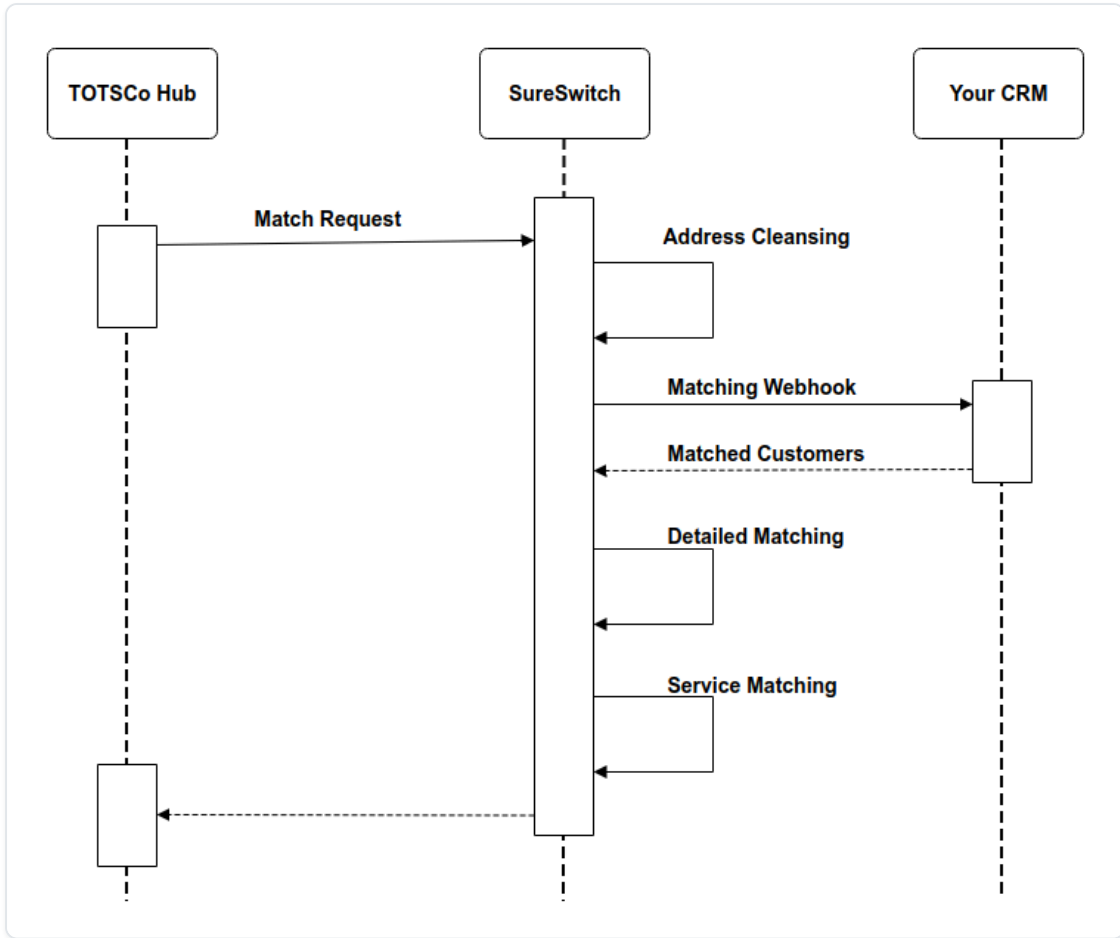 TOTSCo Hub
SureSwitch
Your CRM
Match Request
Address Cleansing
Matching Webhook
Matched Customers
Detailed Matching
Service Matching